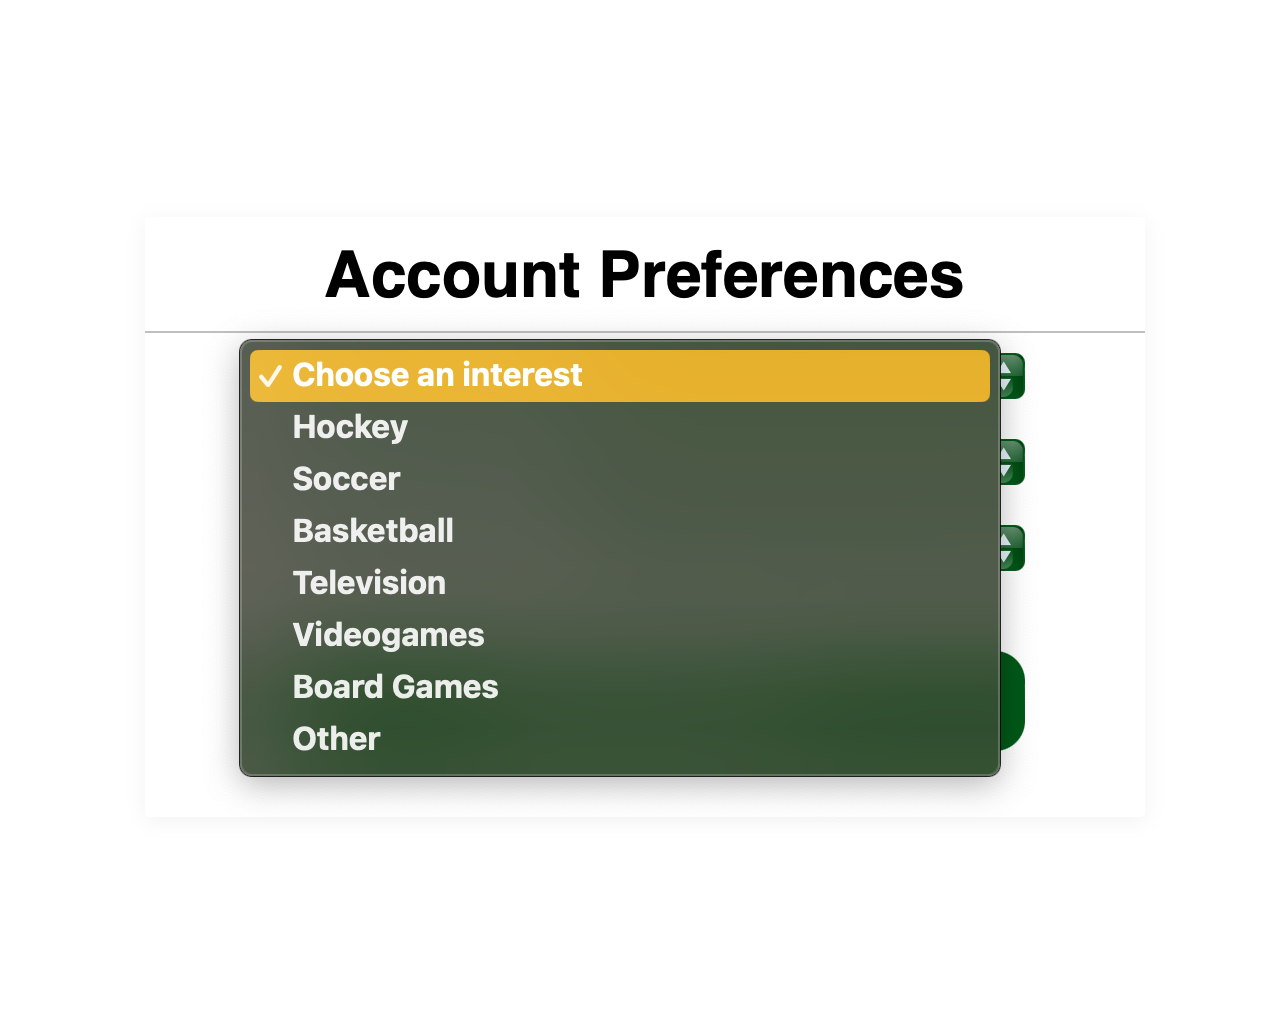 Account Preferences
Choose an interest
Hockey
Soccer
Basketball
Television
Videogames
Board Games
Other